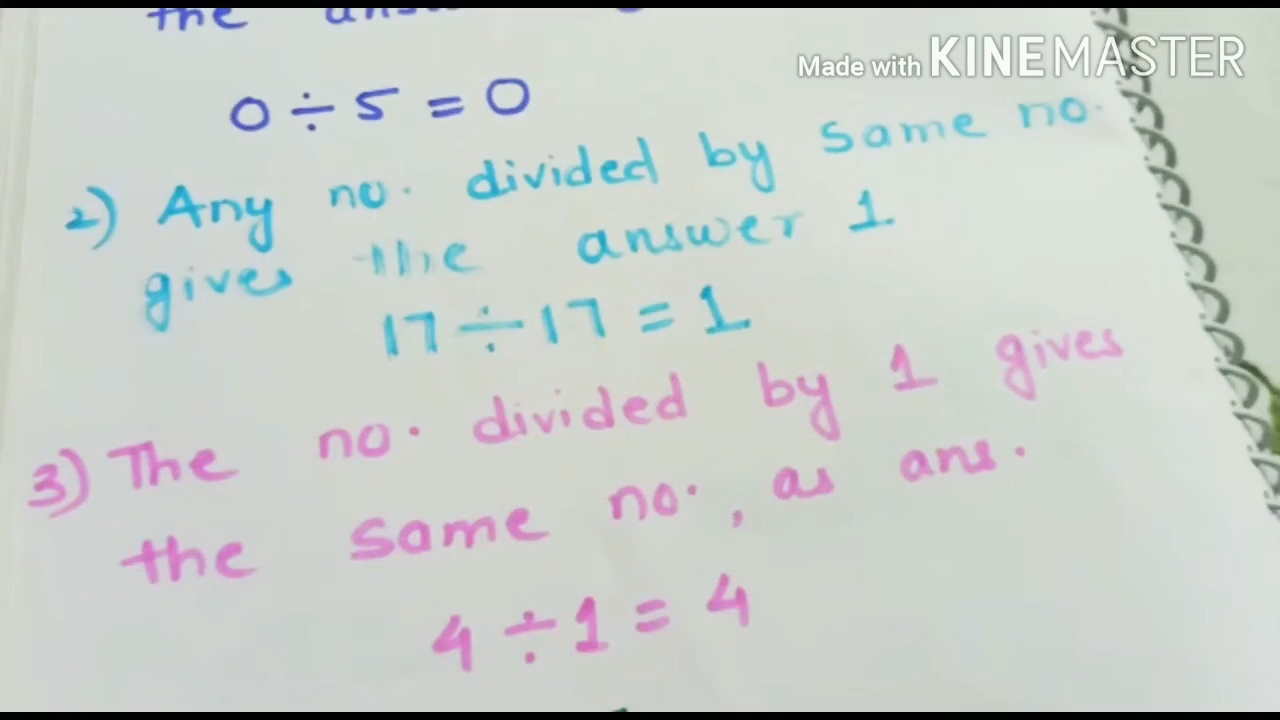 the
Made with KINEMASTER
0 ÷ 5 = 0
2) Any no. divided by same no.
gives the answer 1
17 ÷ 17 = 1
3) The no. divided by 1 gives
the same no., as ans.
4 ÷ 1 = 4